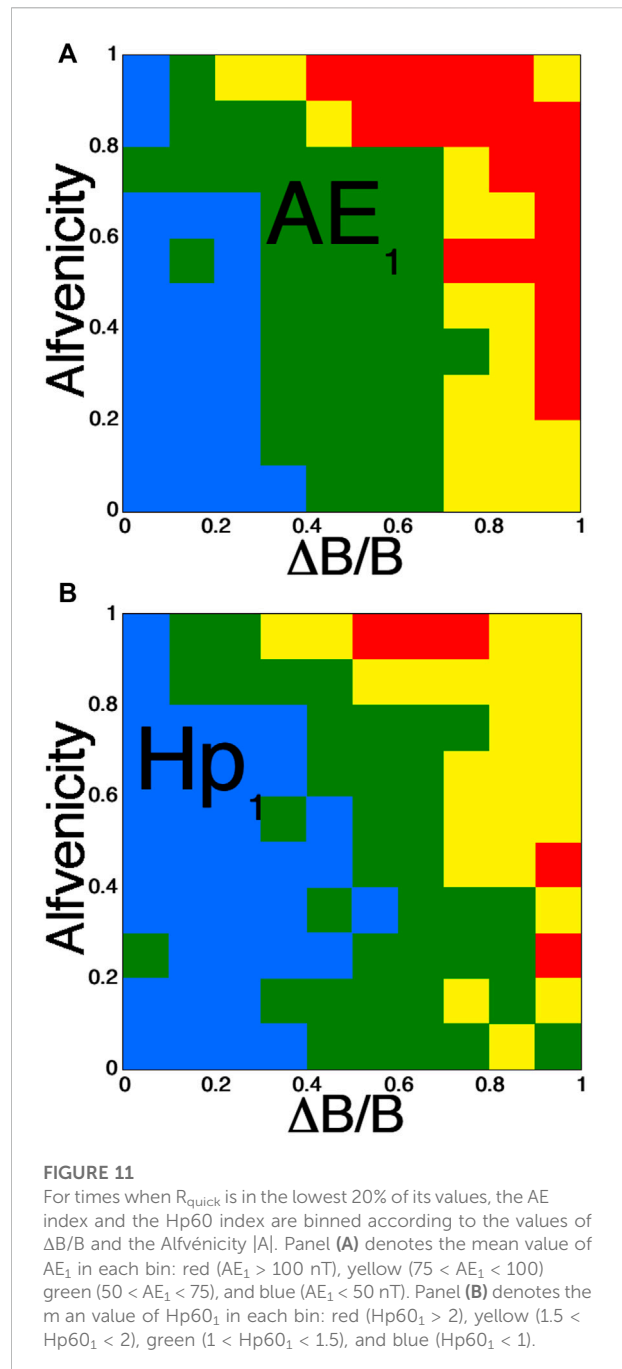 A
1
0.8
0.6
0.4
0.2
0
Alfvenicity
AE₁
0 0.2 0.4 0.6 0.8 1
ΔB/B
B
1
0.8
0.6
0.4
0.2
0
Alfvenicity
Hp₁
0 0.2 0.4 0.6 0.8 1
ΔB/B
FIGURE 11
For times when Rquick is in the lowest 20% of its values, the AE
index and the Hp60 index are binned according to the values of
ΔB/B and the Alfvénicity |A|. Panel (A) denotes the mean value of
AE₁ in each bin: red (AE₁ > 100 nT), yellow (75 < AE₁ < 100)
green (50 < AE₁ < 75), and blue (AE₁ < 50 nT). Panel (B) denotes the
m an value of Hp60₁ in each bin: red (Hp60₁ > 2), yellow (1.5 <
Hp60₁ < 2), green (1 < Hp60₁ < 1.5), and blue (Hp60₁ < 1).